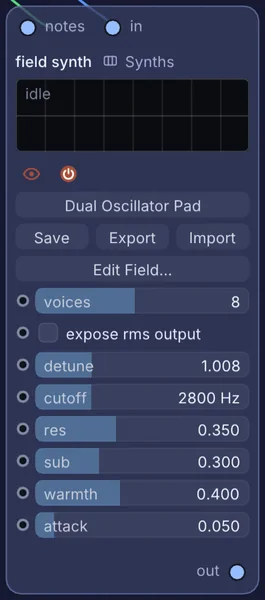 notes in
field synth Synths
idle
Dual Oscillator Pad
Save Export Import
Edit Field...
voices 8
expose rms output
detune 1.008
cutoff 2800 Hz
res 0.350
sub 0.300
warmth 0.400
attack 0.050
out